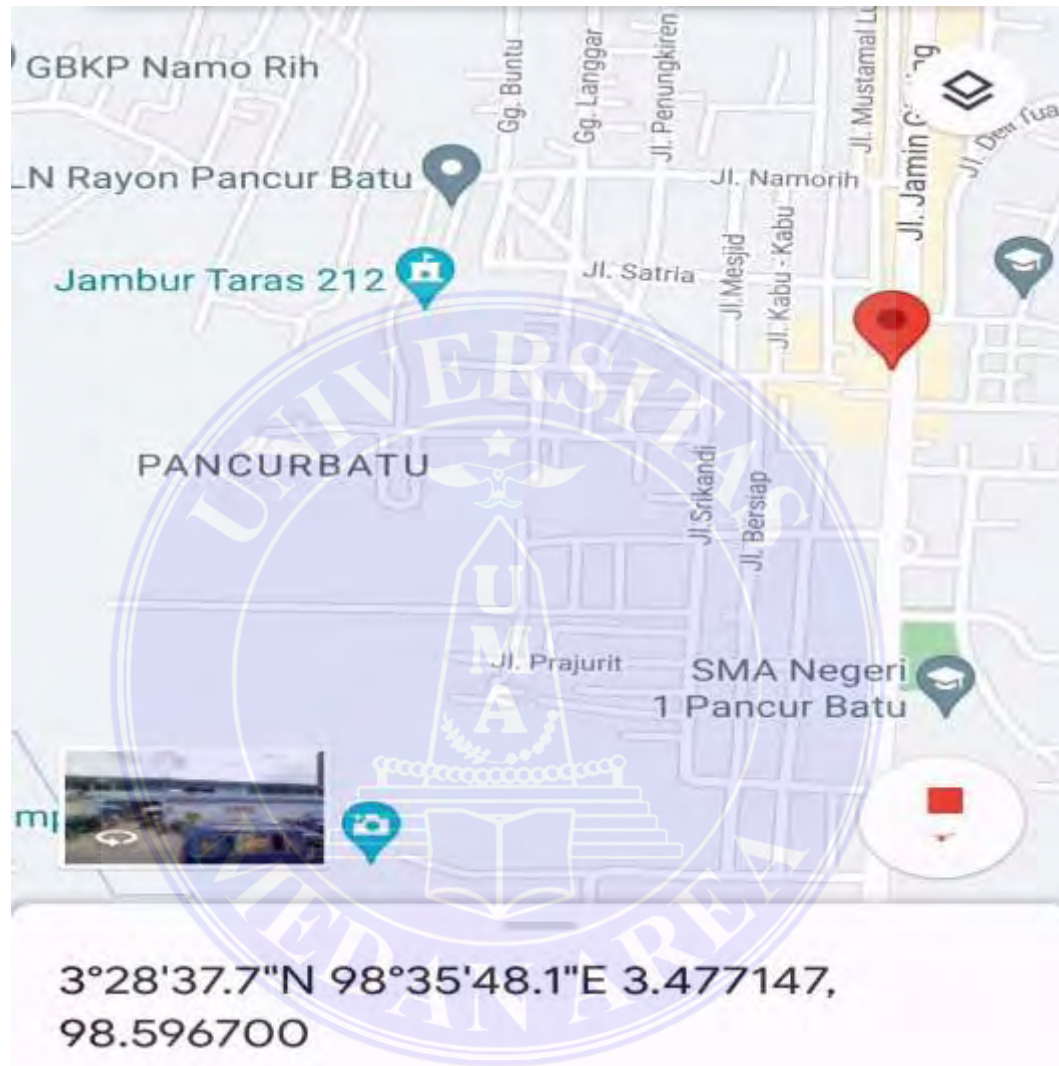 GBKP Namo Rih
Gg. Buntu
Gg. Langgar
Jl. Penungkiren
Jl. Mustamal
Jl. Jamin
LN Rayon Pancur Batu
Jl. Namorih
Jambur Taras 212
Jl. Satria
Jl.Mesjid
Jl. Kabu - Kabu
UNIVERSITAS
PANCURBATU
Jl.Srikandi
Jl. Bersiap
UMA
Jl. Prajurit
SMA Negeri
1 Pancur Batu
MEDAN AREA
3°28'37.7"N 98°35'48.1"E 3.477147,
98.596700